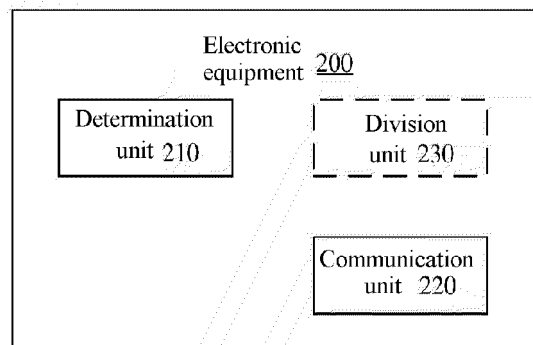 Electronic
equipment 200
Determination
unit 210
Division
unit 230
Communication
unit 220